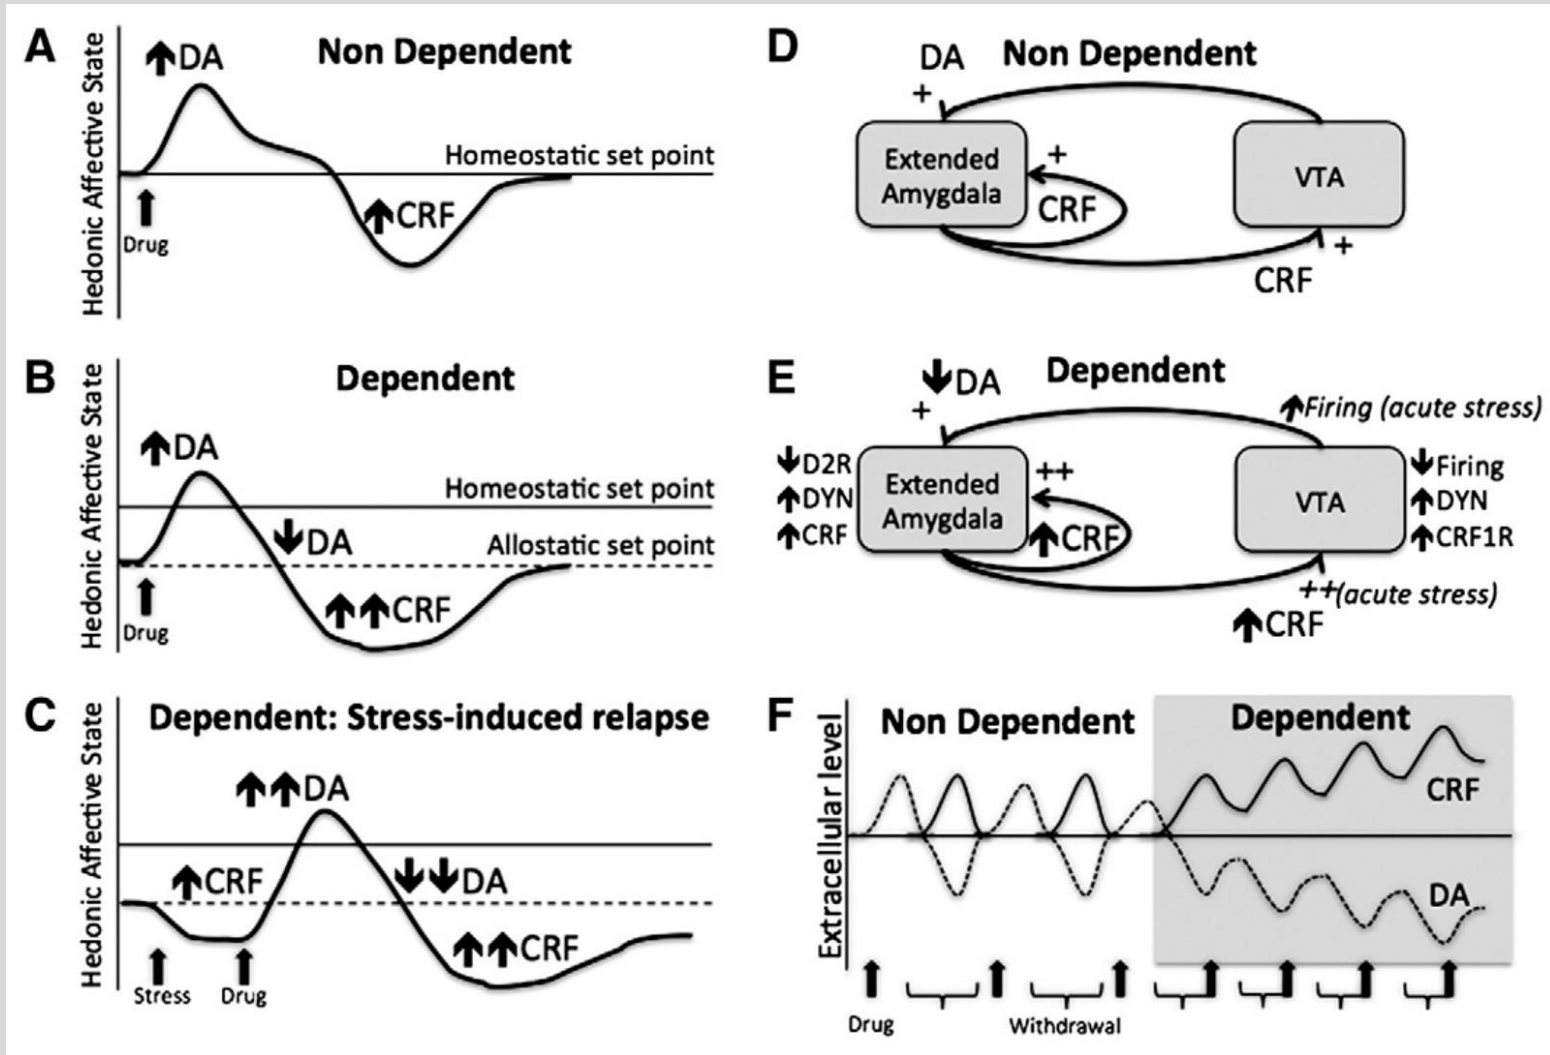 A
Hedonic Affective State
↑DA
Non Dependent
Homeostatic set point
↑CRF
↑
Drug
B
Hedonic Affective State
Dependent
↑DA
Homeostatic set point
↓DA
Allostatic set point
↑↑CRF
↑
Drug
C
Hedonic Affective State
Dependent: Stress-induced relapse
↑↑DA
↑CRF
↓↓DA
↑↑CRF
↑ ↑
Stress Drug
D
DA
Non Dependent
+
Extended
Amygdala
+
CRF
VTA
+
CRF
E
↓DA
Dependent
+
↑Firing (acute stress)
↓D2R
↑DYN
↑CRF
Extended
Amygdala
++
↑CRF
VTA
↓Firing
↑DYN
↑CRF1R
++(acute stress)
↑CRF
F
Extracellular level
Non Dependent
Dependent
CRF
DA
Drug
Withdrawal